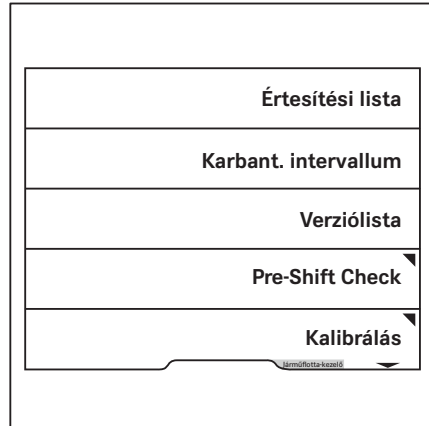 Értesítési lista
Karbant. intervallum
Verziólista
Pre-Shift Check
Kalibrálás
Járműflotta-kezelő